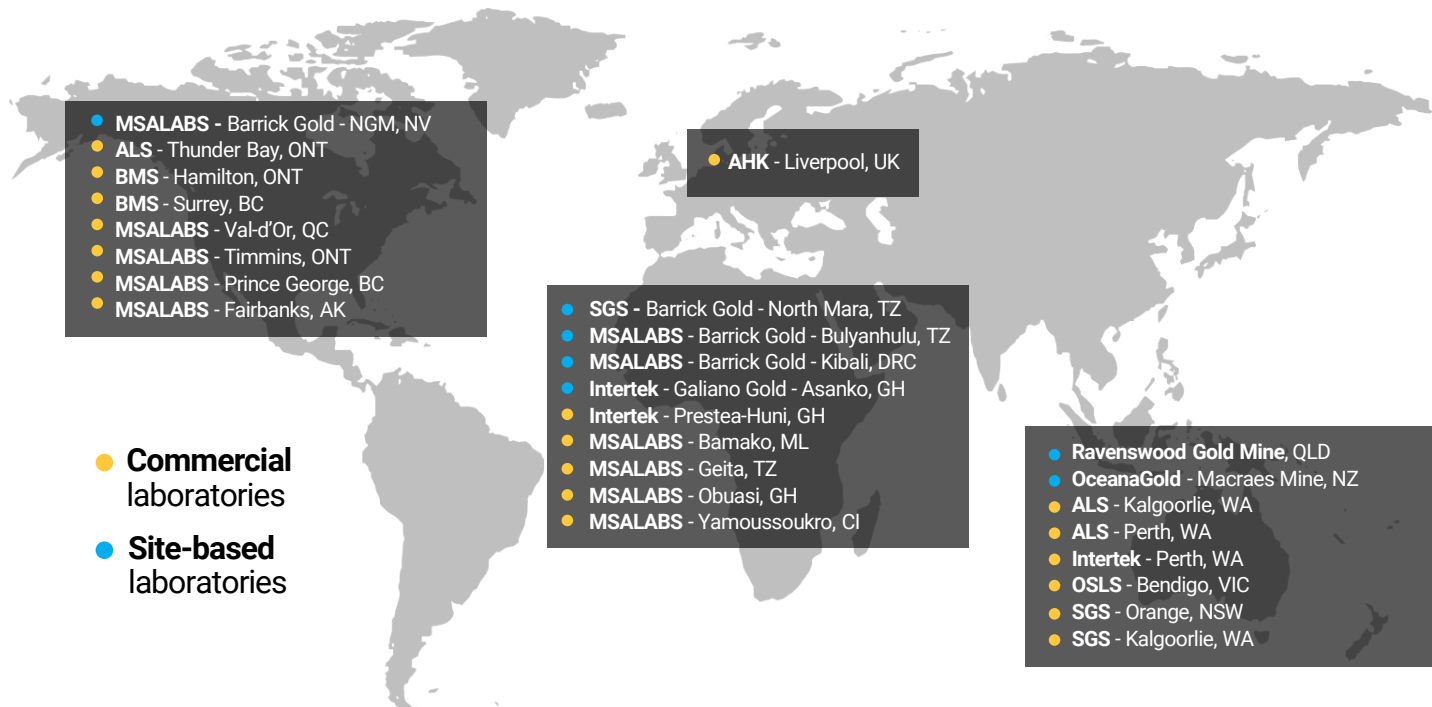 MSALABS - Barrick Gold - NGM, NV
ALS - Thunder Bay, ONT
BMS - Hamilton, ONT
BMS - Surrey, BC
MSALABS - Val-d’Or, QC
MSALABS - Timmins, ONT
MSALABS - Prince George, BC
MSALABS - Fairbanks, AK
AHK - Liverpool, UK
SGS - Barrick Gold - North Mara, TZ
MSALABS - Barrick Gold - Bulyanhulu, TZ
MSALABS - Barrick Gold - Kibali, DRC
Intertek - Galiano Gold - Asanko, GH
Intertek - Prestea-Huni, GH
MSALABS - Bamako, ML
MSALABS - Geita, TZ
MSALABS - Obuasi, GH
MSALABS - Yamoussoukro, CI
Ravenswood Gold Mine, QLD
OceanaGold - Macraes Mine, NZ
ALS - Kalgoorlie, WA
ALS - Perth, WA
Intertek - Perth, WA
OSLS - Bendigo, VIC
SGS - Orange, NSW
SGS - Kalgoorlie, WA
Commercial
laboratories
Site-based
laboratories